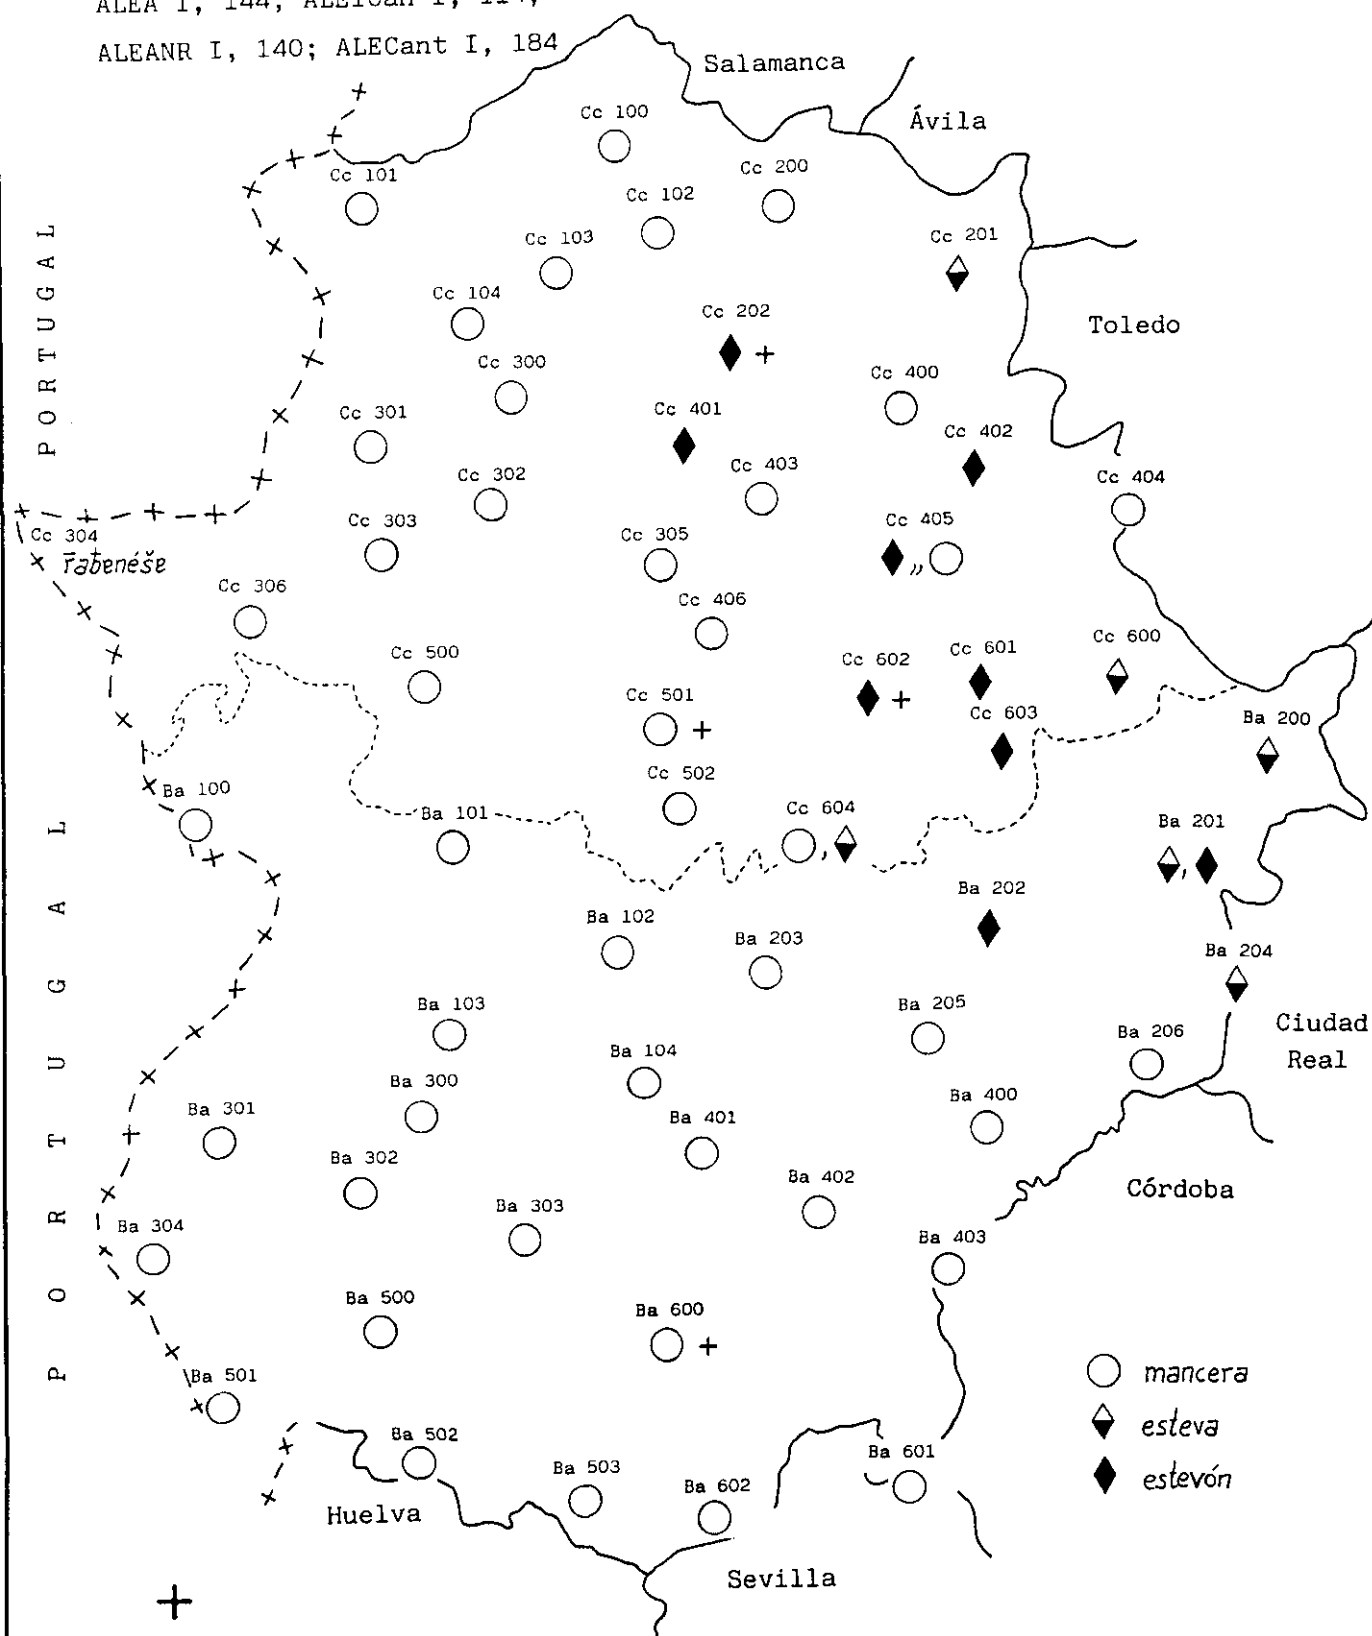 ALEA I, 144; ALEICan I, 114;
ALEANR I, 140; ALECant I, 184
Salamanca
Ávila
Cc 100
Cc 101
Cc 200
Cc 102
Cc 103
Cc 201
PORTUGAL
Cc 104
Cc 202
Toledo
Cc 300
Cc 400
Cc 301
Cc 401
Cc 402
Cc 302
Cc 403
Cc 404
Cc 303
Cc 405
Cc 304
Cc 305
Cc 306
Cc 406
Cc 500
Cc 602
Cc 601
Cc 600
Cc 501
Cc 603
Ba 200
Cc 502
Ba 100
Ba 101
Cc 604
Ba 201
PORTUGAL
Ba 202
Ba 102
Ba 203
Ba 204
Ba 103
Ba 205
Ciudad
Real
Ba 206
Ba 104
Ba 300
Ba 400
Ba 301
Ba 401
Ba 302
Ba 402
Córdoba
Ba 303
Ba 304
Ba 403
Ba 500
Ba 600
Ba 501
mancera
esteva
estevón
Ba 502
Ba 601
Ba 503
Ba 602
Huelva
Sevilla